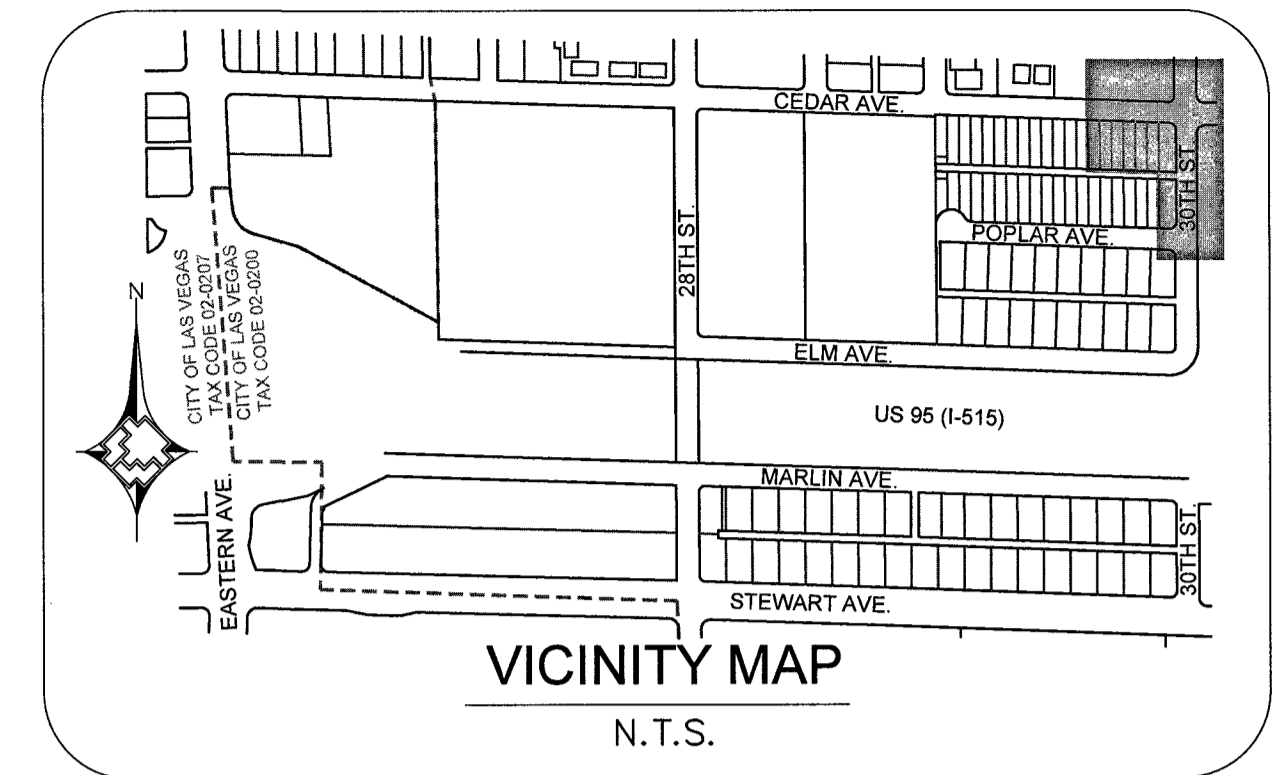 CEDAR AVE.
30TH ST.
28TH ST.
POPLAR AVE.
CITY OF LAS VEGAS
TAX CODE 02-0207
CITY OF LAS VEGAS
TAX CODE 02-0200
N
ELM AVE.
US 95 (I-515)
MARLIN AVE.
EASTERN AVE.
30TH ST.
STEWART AVE.
VICINITY MAP
N.T.S.